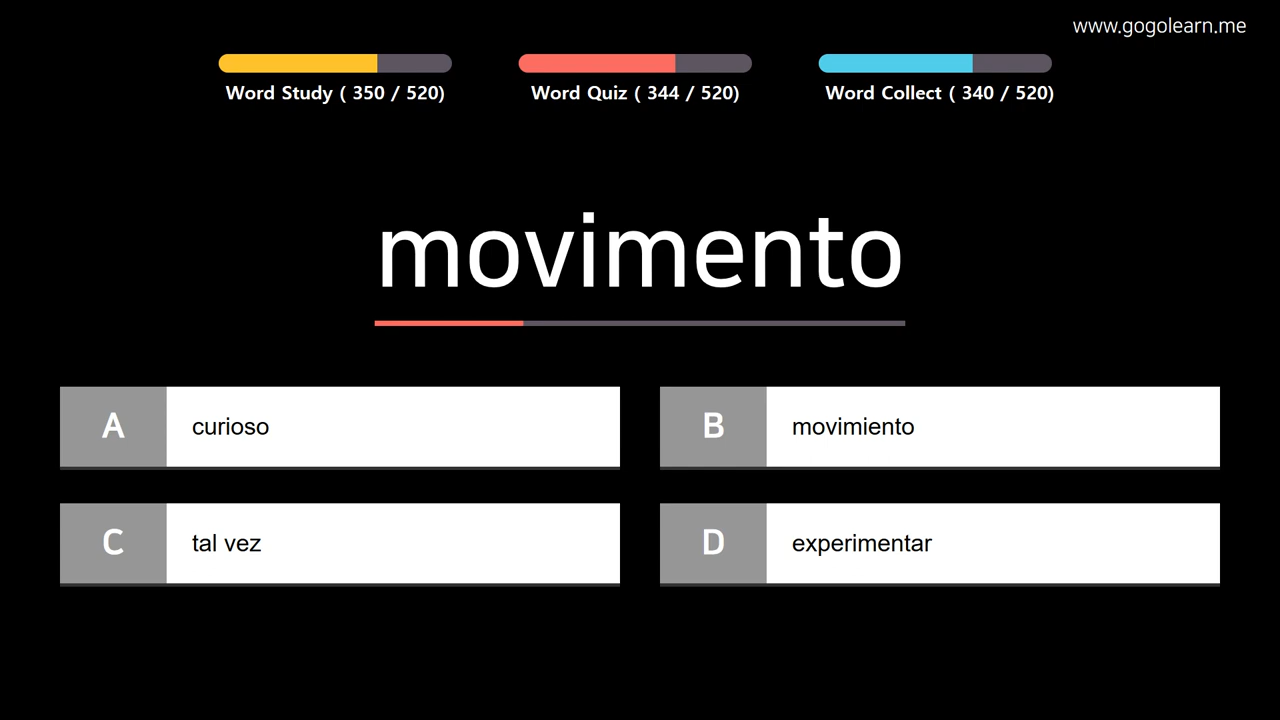 www.gogolearn.me
Word Study ( 350 / 520)
Word Quiz ( 344 / 520)
Word Collect ( 340 / 520)
movimento
A
curioso
B
movimiento
C
tal vez
D
experimentar